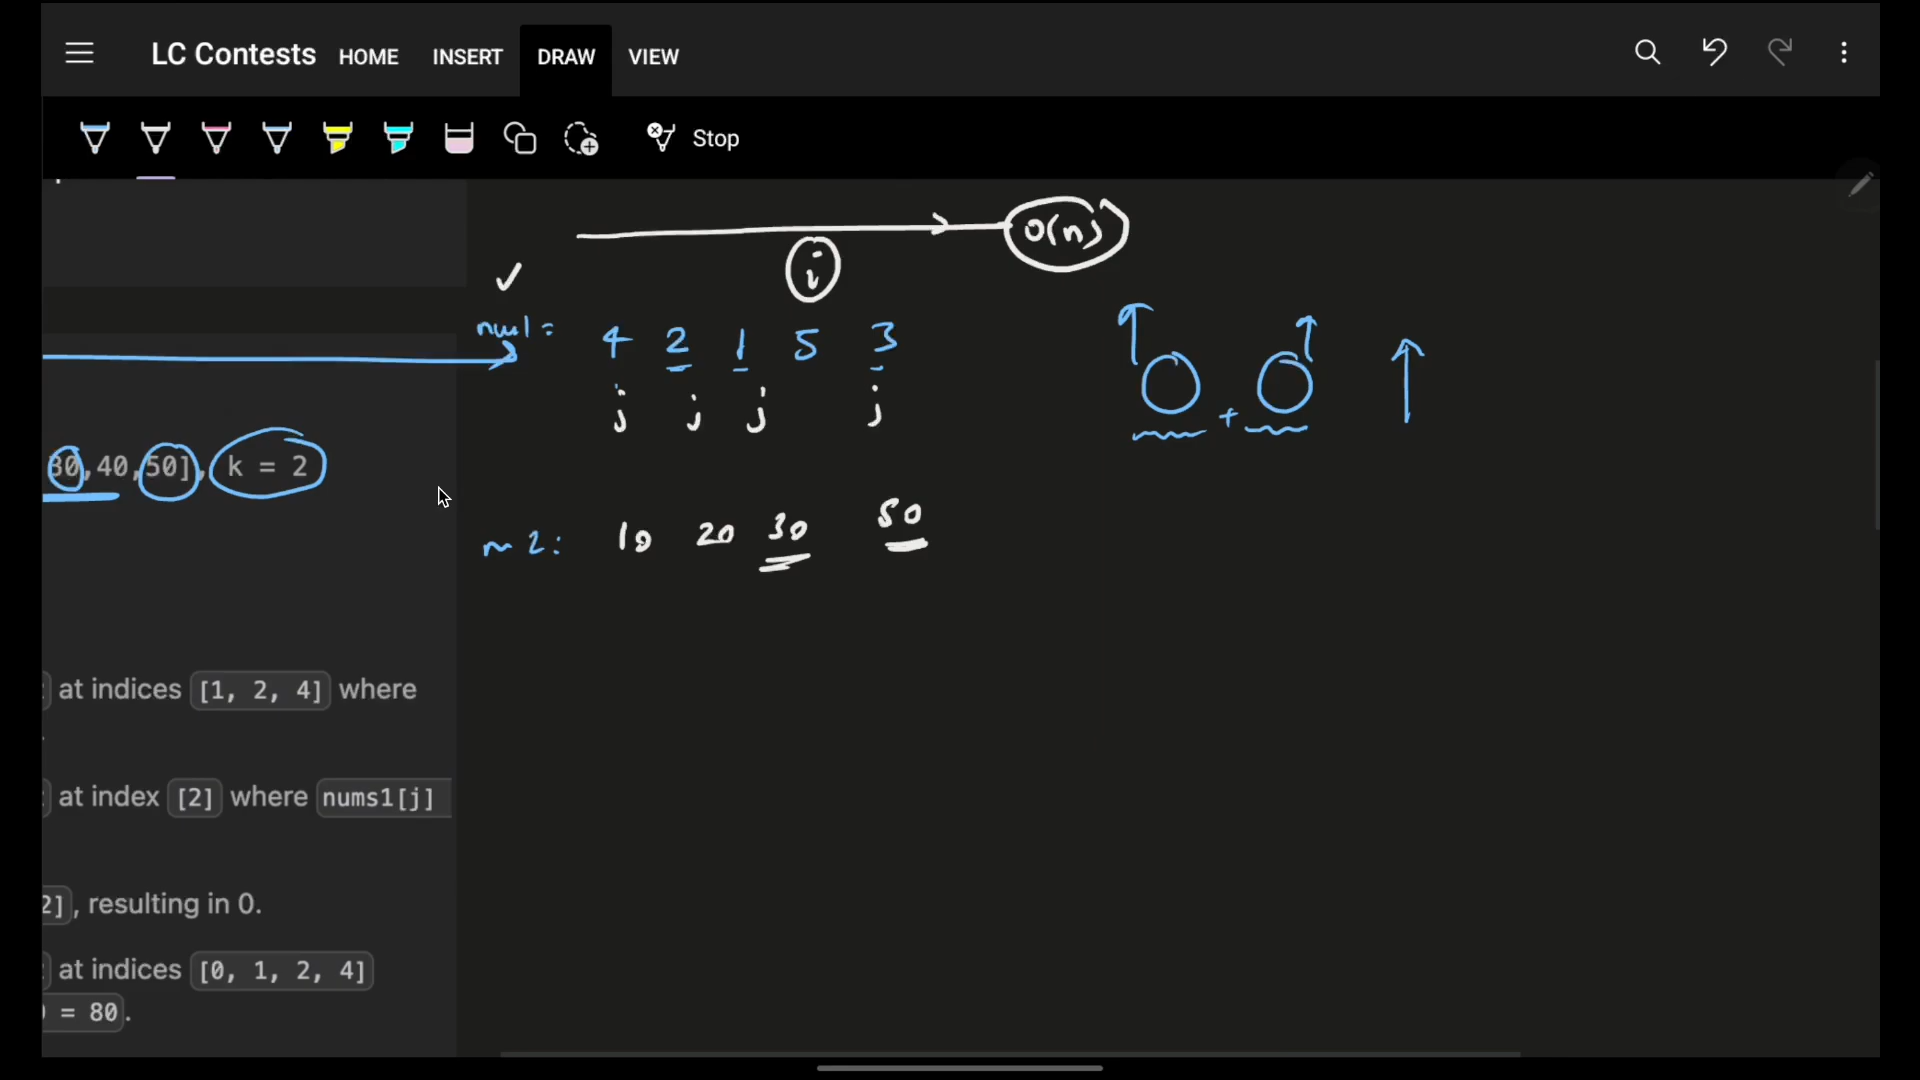 LC Contests HOME INSERT DRAW VIEW
Stop
O(n)
i
num1 = 4 2 1 5 3
j j j j
+
30,40,50], k = 2
2: 10 20 30 50
at indices [1, 2, 4] where
at index [2] where nums1[j]
2], resulting in 0.
at indices [0, 1, 2, 4]
= 80.